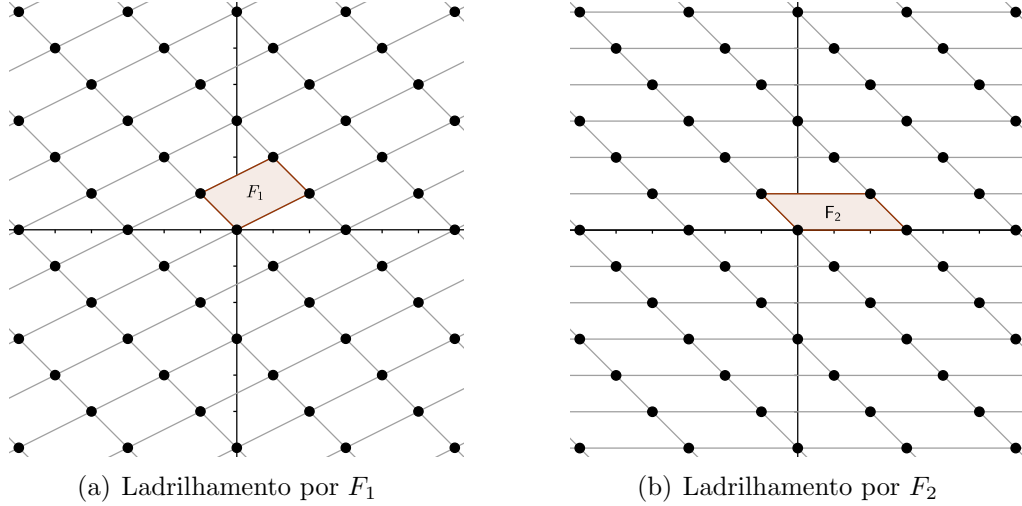 F₁
F₂
(a) Ladrilhamento por F₁
(b) Ladrilhamento por F₂